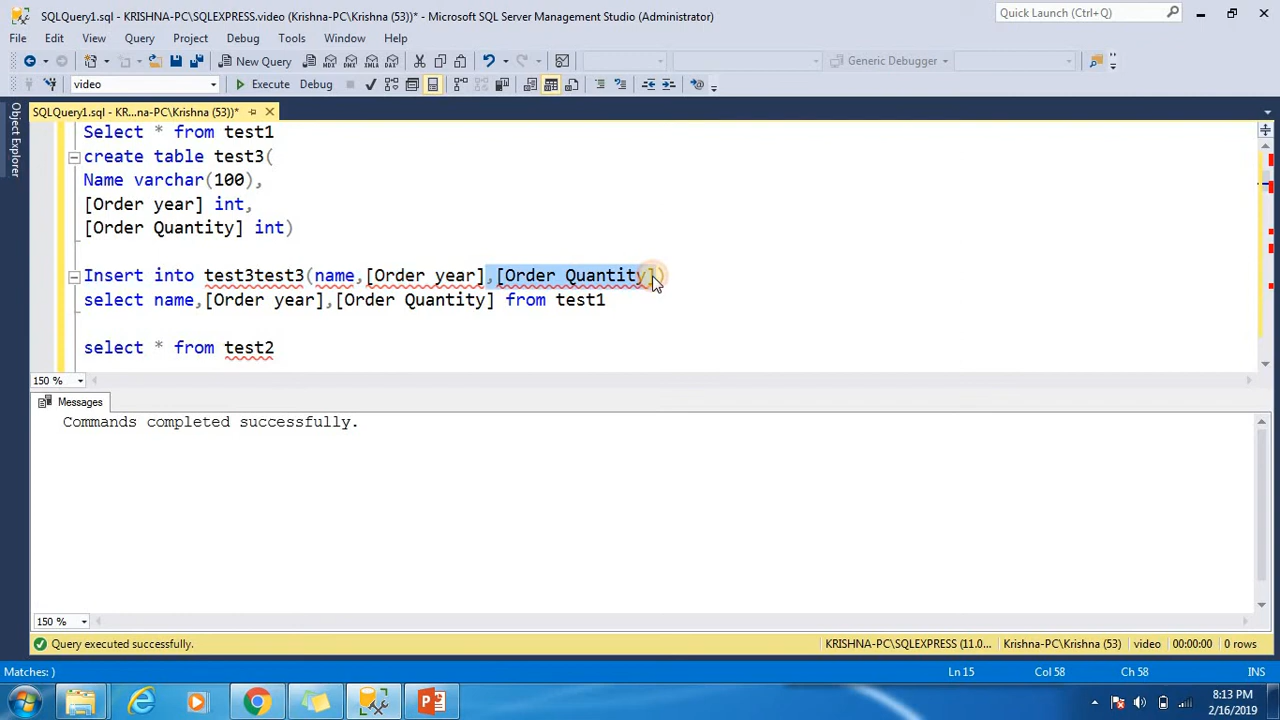 SQLQuery1.sql - KRISHNA-PC\SQLEXPRESS.video (Krishna-PC\Krishna (53))* - Microsoft SQL Server Management Studio (Administrator)
Quick Launch (Ctrl+Q)
File Edit View Query Project Debug Tools Window Help
New Query
Generic Debugger
video
Execute Debug
SQLQuery1.sql - KR...na-PC\Krishna (53))*
Object Explorer
Select * from test1
create table test3(
Name varchar(100),
[Order year] int,
[Order Quantity] int)
Insert into test3test3(name,[Order year],[Order Quantity])
select name,[Order year],[Order Quantity] from test1
select * from test2
150 %
Messages
Commands completed successfully.
150 %
Query executed successfully.
KRISHNA-PC\SQLEXPRESS (11.0... Krishna-PC\Krishna (53) video 00:00:00 0 rows
Matches: )
Ln 15 Col 58 Ch 58 INS
8:13 PM
2/16/2019